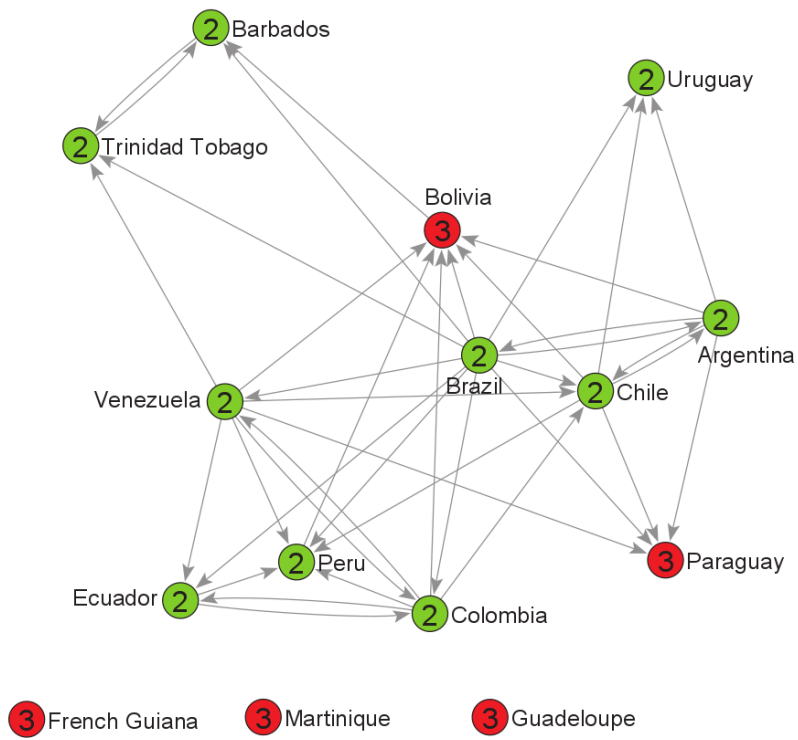 2 Barbados
2 Uruguay
2 Trinidad Tobago
Bolivia
3
2
Argentina
2
Brazil
2 Chile
Venezuela 2
2 Peru
3 Paraguay
Ecuador 2
2 Colombia
3 French Guiana
3 Martinique
3 Guadeloupe